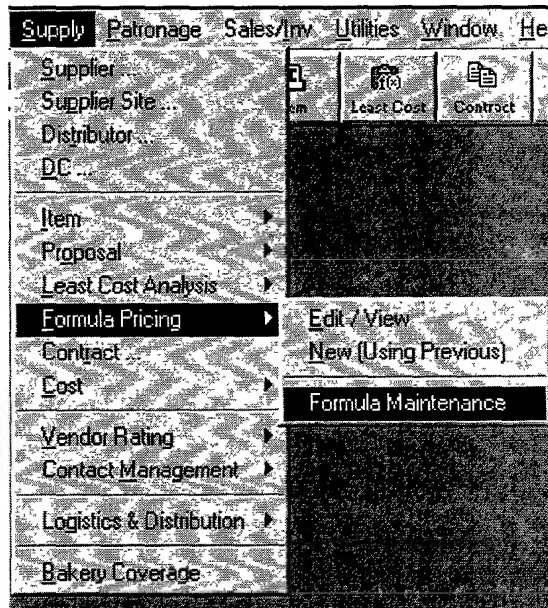 Supply Patronage Sales/Inv Utilities Window He
Supplier ...
Supplier Site ...
Distributor ...
DC ...
em Least Cost Contract
Item
Proposal
Least Cost Analysis
Formula Pricing
Edit / View
Contract ...
New (Using Previous)
Cost
Formula Maintenance
Vendor Rating
Contact Management
Logistics & Distribution
Bakery Coverage